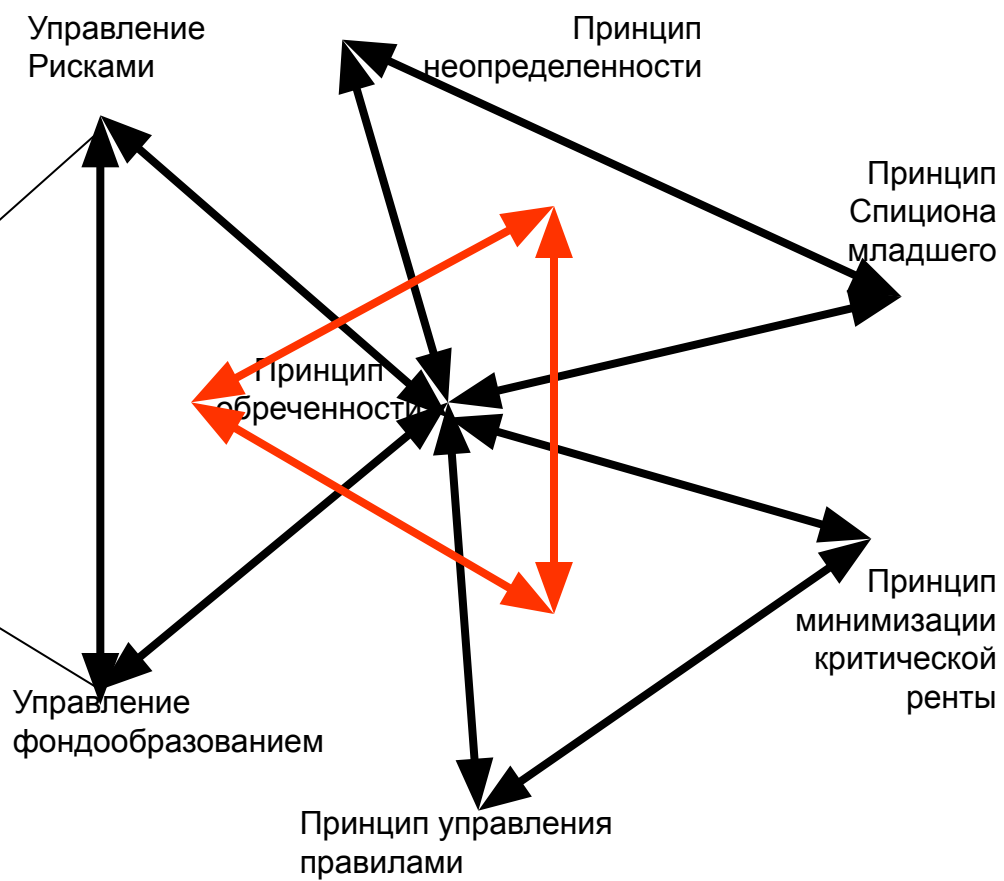 Управление
Рисками
Принцип
неопределенности
Принцип
Спициона
младшего
Принцип
обреченности
Принцип
минимизации
критической
ренты
Управление
фондообразованием
Принцип управления
правилами